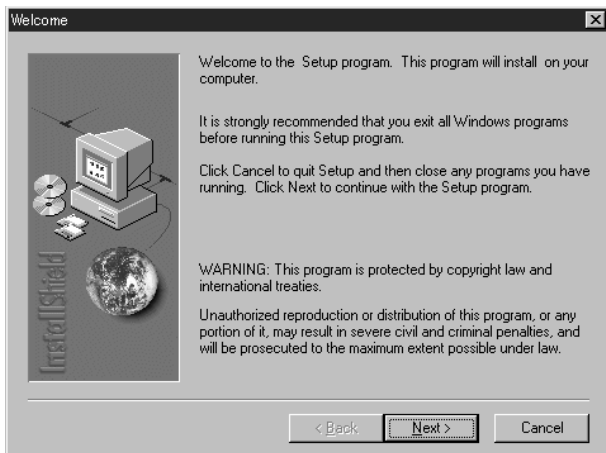 Welcome
Welcome to the Setup program. This program will install on your
computer.
It is strongly recommended that you exit all Windows programs
before running this Setup program.
Click Cancel to quit Setup and then close any programs you have
running. Click Next to continue with the Setup program.
WARNING: This program is protected by copyright law and
international treaties.
Unauthorized reproduction or distribution of this program, or any
portion of it, may result in severe civil and criminal penalties, and
will be prosecuted to the maximum extent possible under law.
InstallShield
< Back Next > Cancel